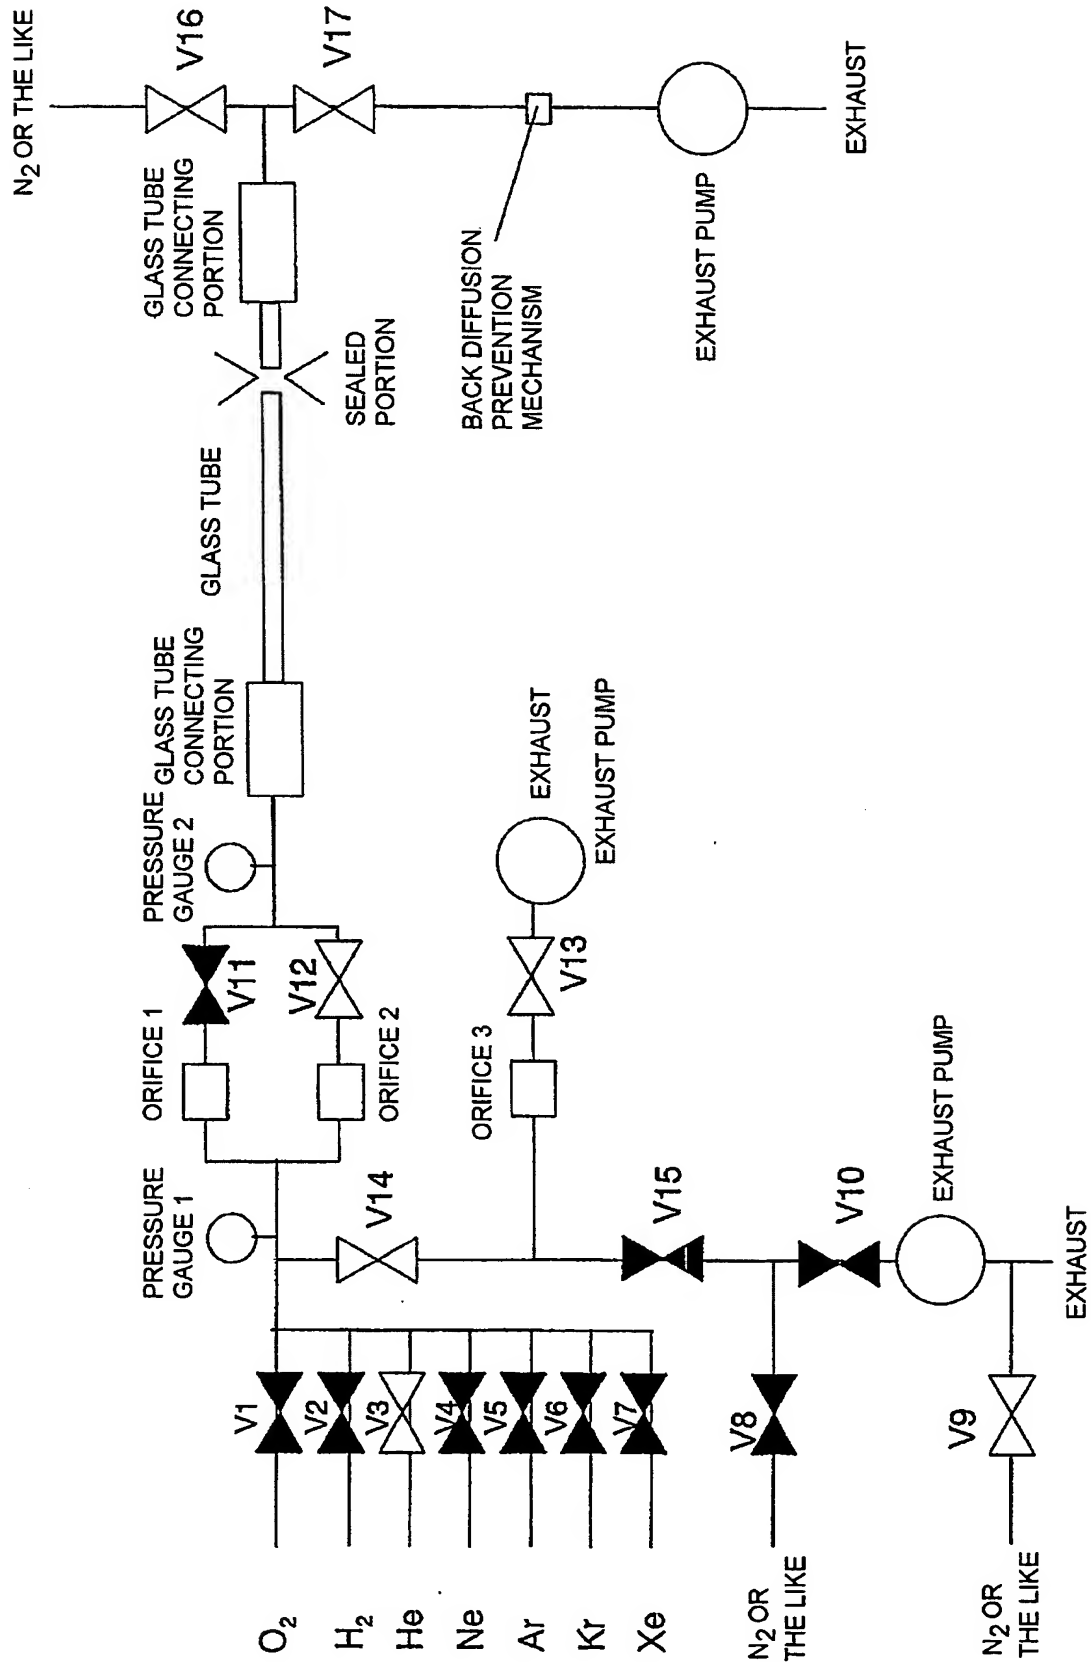 N2 OR THE LIKE
V16
V17
GLASS TUBE
CONNECTING
PORTION
SEALED
PORTION
BACK DIFFUSION
PREVENTION
MECHANISM
EXHAUST PUMP
EXHAUST
GLASS TUBE
GLASS TUBE
CONNECTING
PORTION
PRESSURE
GAUGE 2
V11
V12
ORIFICE 1
ORIFICE 2
EXHAUST
EXHAUST PUMP
V13
ORIFICE 3
PRESSURE
GAUGE 1
V14
V15
V10
EXHAUST PUMP
EXHAUST
V1
V2
V3
V4
V5
V6
V7
V8
V9
O2
H2
He
Ne
Ar
Kr
Xe
N2 OR
THE LIKE
N2 OR
THE LIKE